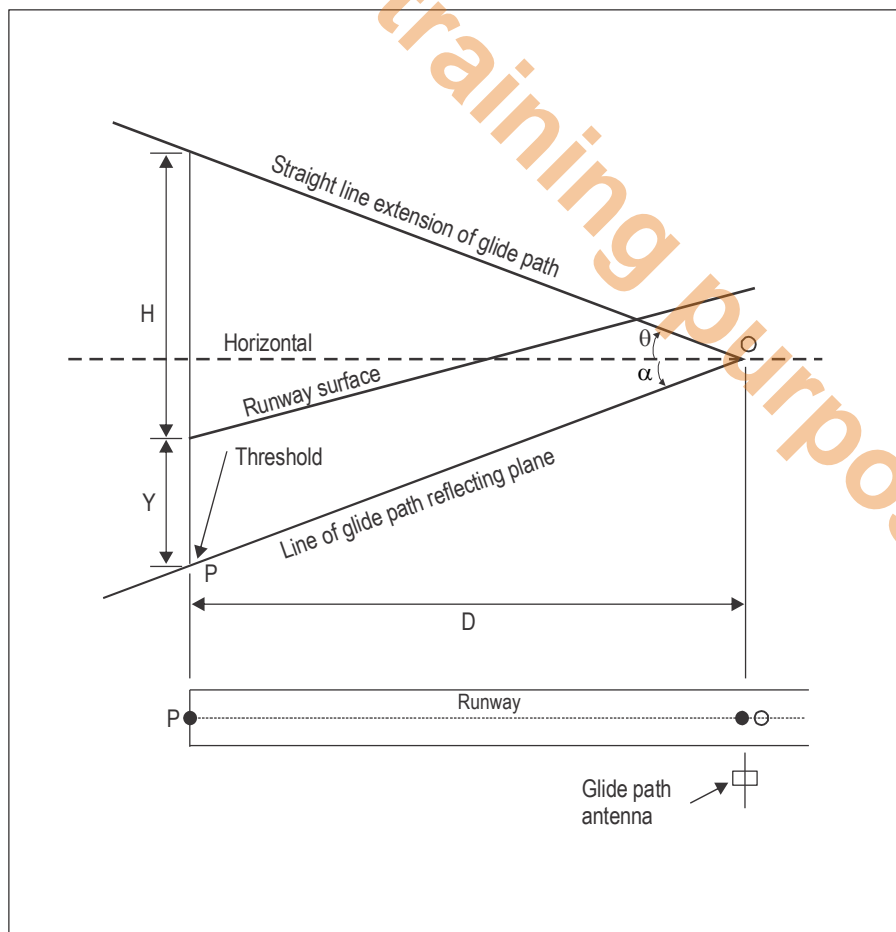 training purpos
Straight line extension of glide path
H
Horizontal
θ
O
α
Runway surface
Threshold
Y
Line of glide path reflecting plane
P
D
Runway
P
O
Glide path
antenna